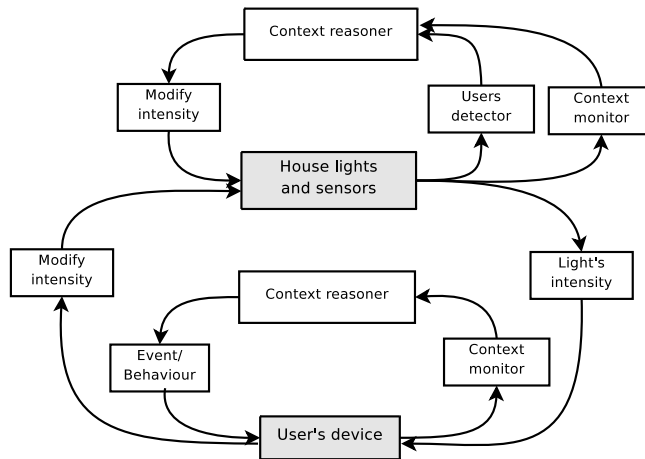 Context reasoner
Modify
intensity
Users
detector
Context
monitor
House lights
and sensors
Modify
intensity
Light's
intensity
Context reasoner
Event/
Behaviour
Context
monitor
User's device